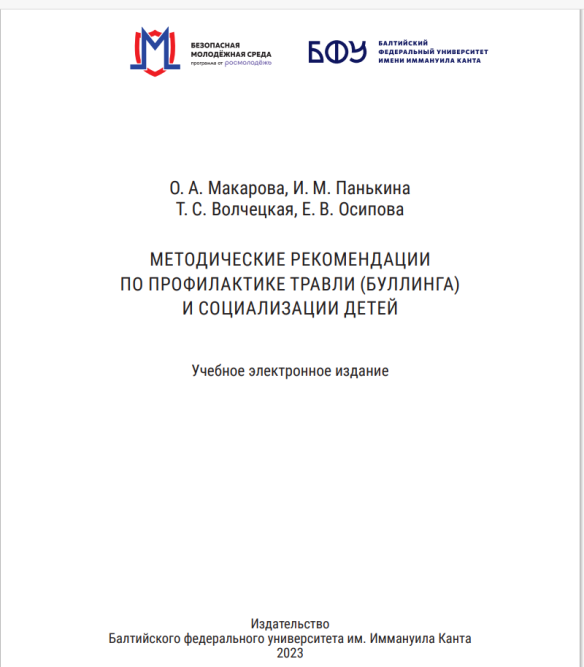 БЕЗОПАСНАЯ
МОЛОДЁЖНАЯ СРЕДА
программа от росмолодёжь
БФУ
БАЛТИЙСКИЙ
ФЕДЕРАЛЬНЫЙ УНИВЕРСИТЕТ
ИМЕНИ ИММАНУИЛА КАНТА
О. А. Макарова, И. М. Панькина
Т. С. Волчецкая, Е. В. Осипова
МЕТОДИЧЕСКИЕ РЕКОМЕНДАЦИИ
ПО ПРОФИЛАКТИКЕ ТРАВЛИ (БУЛЛИНГА)
И СОЦИАЛИЗАЦИИ ДЕТЕЙ
Учебное электронное издание
Издательство
Балтийского федерального университета им. Иммануила Канта
2023